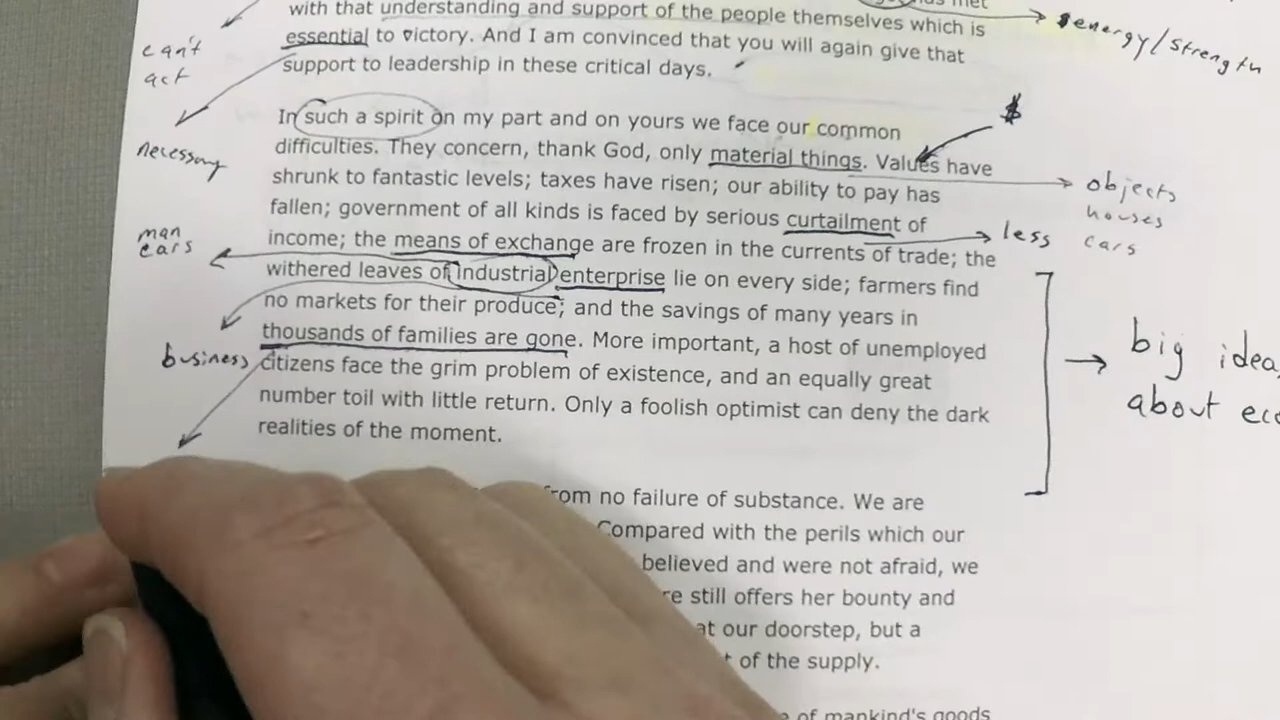 with that understanding and support of the people themselves which is
energy/strength
essential to victory. And I am convinced that you will again give that
can't
act
support to leadership in these critical days.
$
In such a spirit on my part and on yours we face our common
necessary
difficulties. They concern, thank God, only material things. Values have
objects
houses
cars
shrunk to fantastic levels; taxes have risen; our ability to pay has
fallen; government of all kinds is faced by serious curtailment of
less
man
cars
income; the means of exchange are frozen in the currents of trade; the
withered leaves of industrial enterprise lie on every side; farmers find
no markets for their produce; and the savings of many years in
thousands of families are gone. More important, a host of unemployed
big idea
about
business
citizens face the grim problem of existence, and an equally great
number toil with little return. Only a foolish optimist can deny the dark
realities of the moment.
from no failure of substance. We are
Compared with the perils which our
believed and were not afraid, we
still offers her bounty and
at our doorstep, but a
of the supply.
of mankind's goods